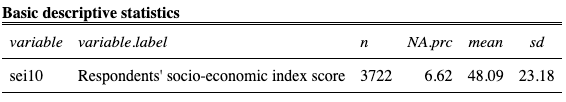 Basic descriptive statistics
variable variable.label n NA.prc mean sd
sei10 Respondents' socio-economic index score 3722 6.62 48.09 23.18